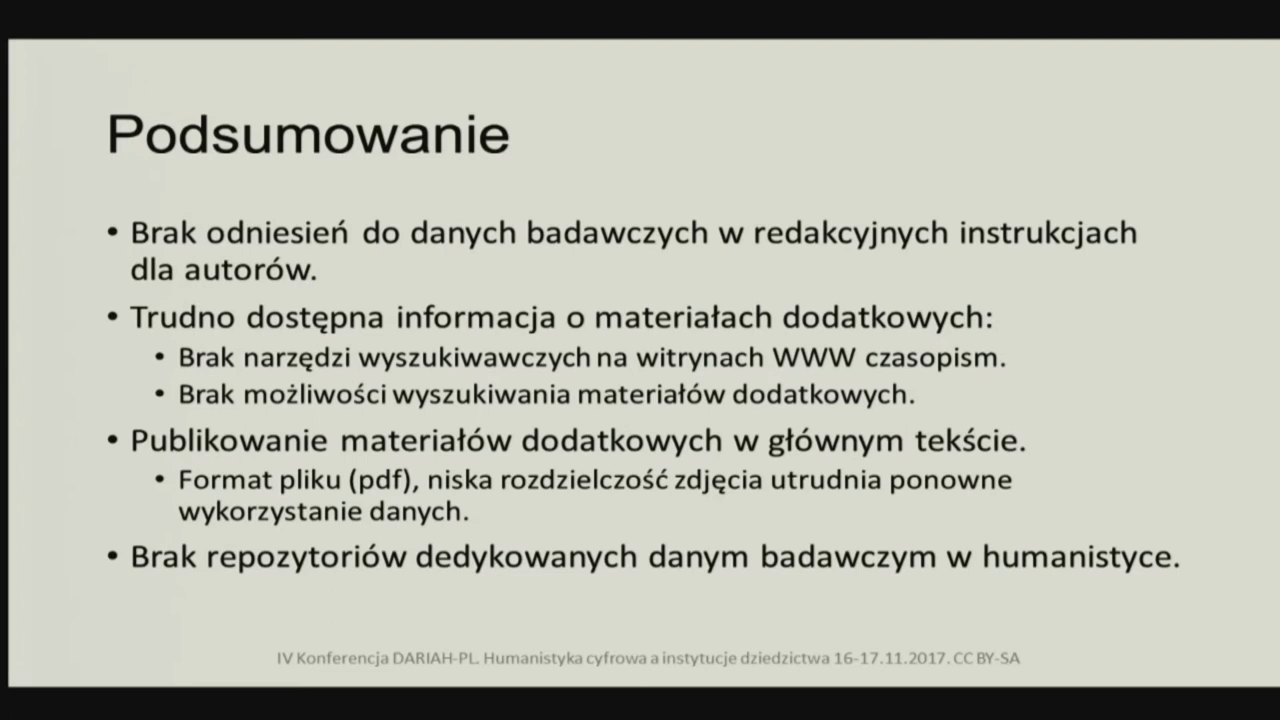 Podsumowanie
• Brak odniesień do danych badawczych w redakcyjnych instrukcjach
dla autorów.
• Trudno dostępna informacja o materiałach dodatkowych:
• Brak narzędzi wyszukiwawczych na witrynach WWW czasopism.
• Brak możliwości wyszukiwania materiałów dodatkowych.
• Publikowanie materiałów dodatkowych w głównym tekście.
• Format pliku (pdf), niska rozdzielczość zdjęcia utrudnia ponowne
wykorzystanie danych.
• Brak repozytoriów dedykowanych danym badawczym w humanistyce.
IV Konferencja DARIAH-PL. Humanistyka cyfrowa a instytucje dziedzictwa 16-17.11.2017. CC BY-SA